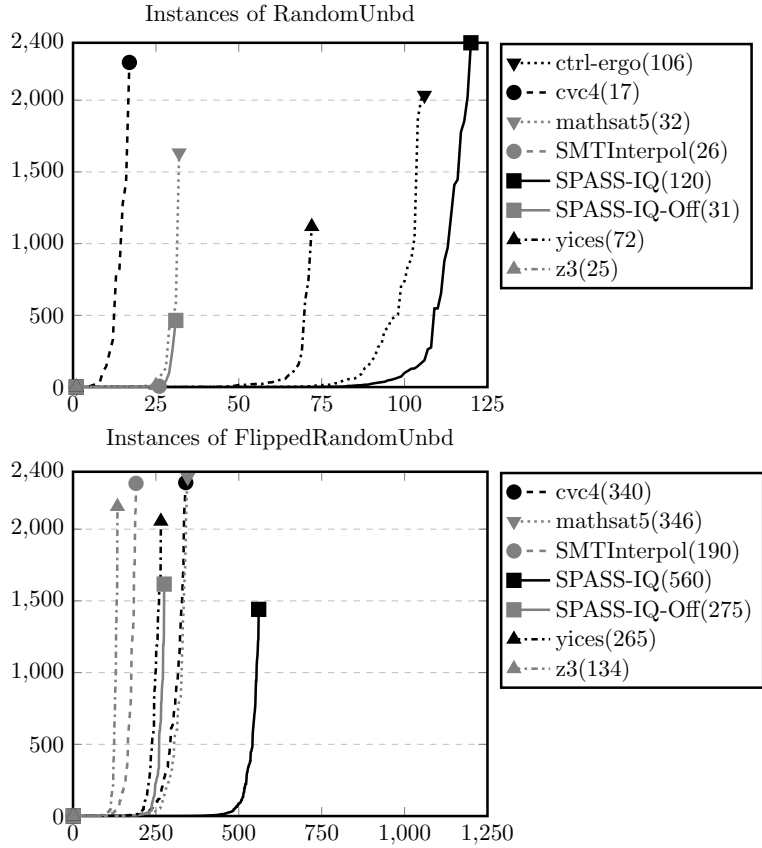 Instances of RandomUnbd
2,400
2,000
1,500
1,000
500
0
0
25
50
75
100
125
ctrl-ergo(106)
cvc4(17)
mathsat5(32)
SMTInterpol(26)
SPASS-IQ(120)
SPASS-IQ-Off(31)
yices(72)
z3(25)
Instances of FlippedRandomUnbd
2,400
2,000
1,500
1,000
500
0
0
250
500
750
1,000
1,250
cvc4(340)
mathsat5(346)
SMTInterpol(190)
SPASS-IQ(560)
SPASS-IQ-Off(275)
yices(265)
z3(134)